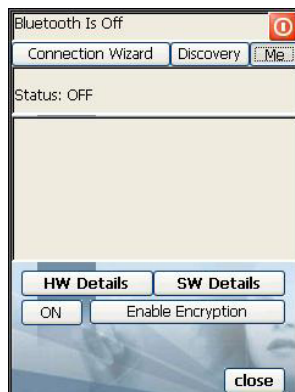 Bluetooth Is Off
Connection Wizard Discovery Me
Status: OFF
HW Details SW Details
ON Enable Encryption
close